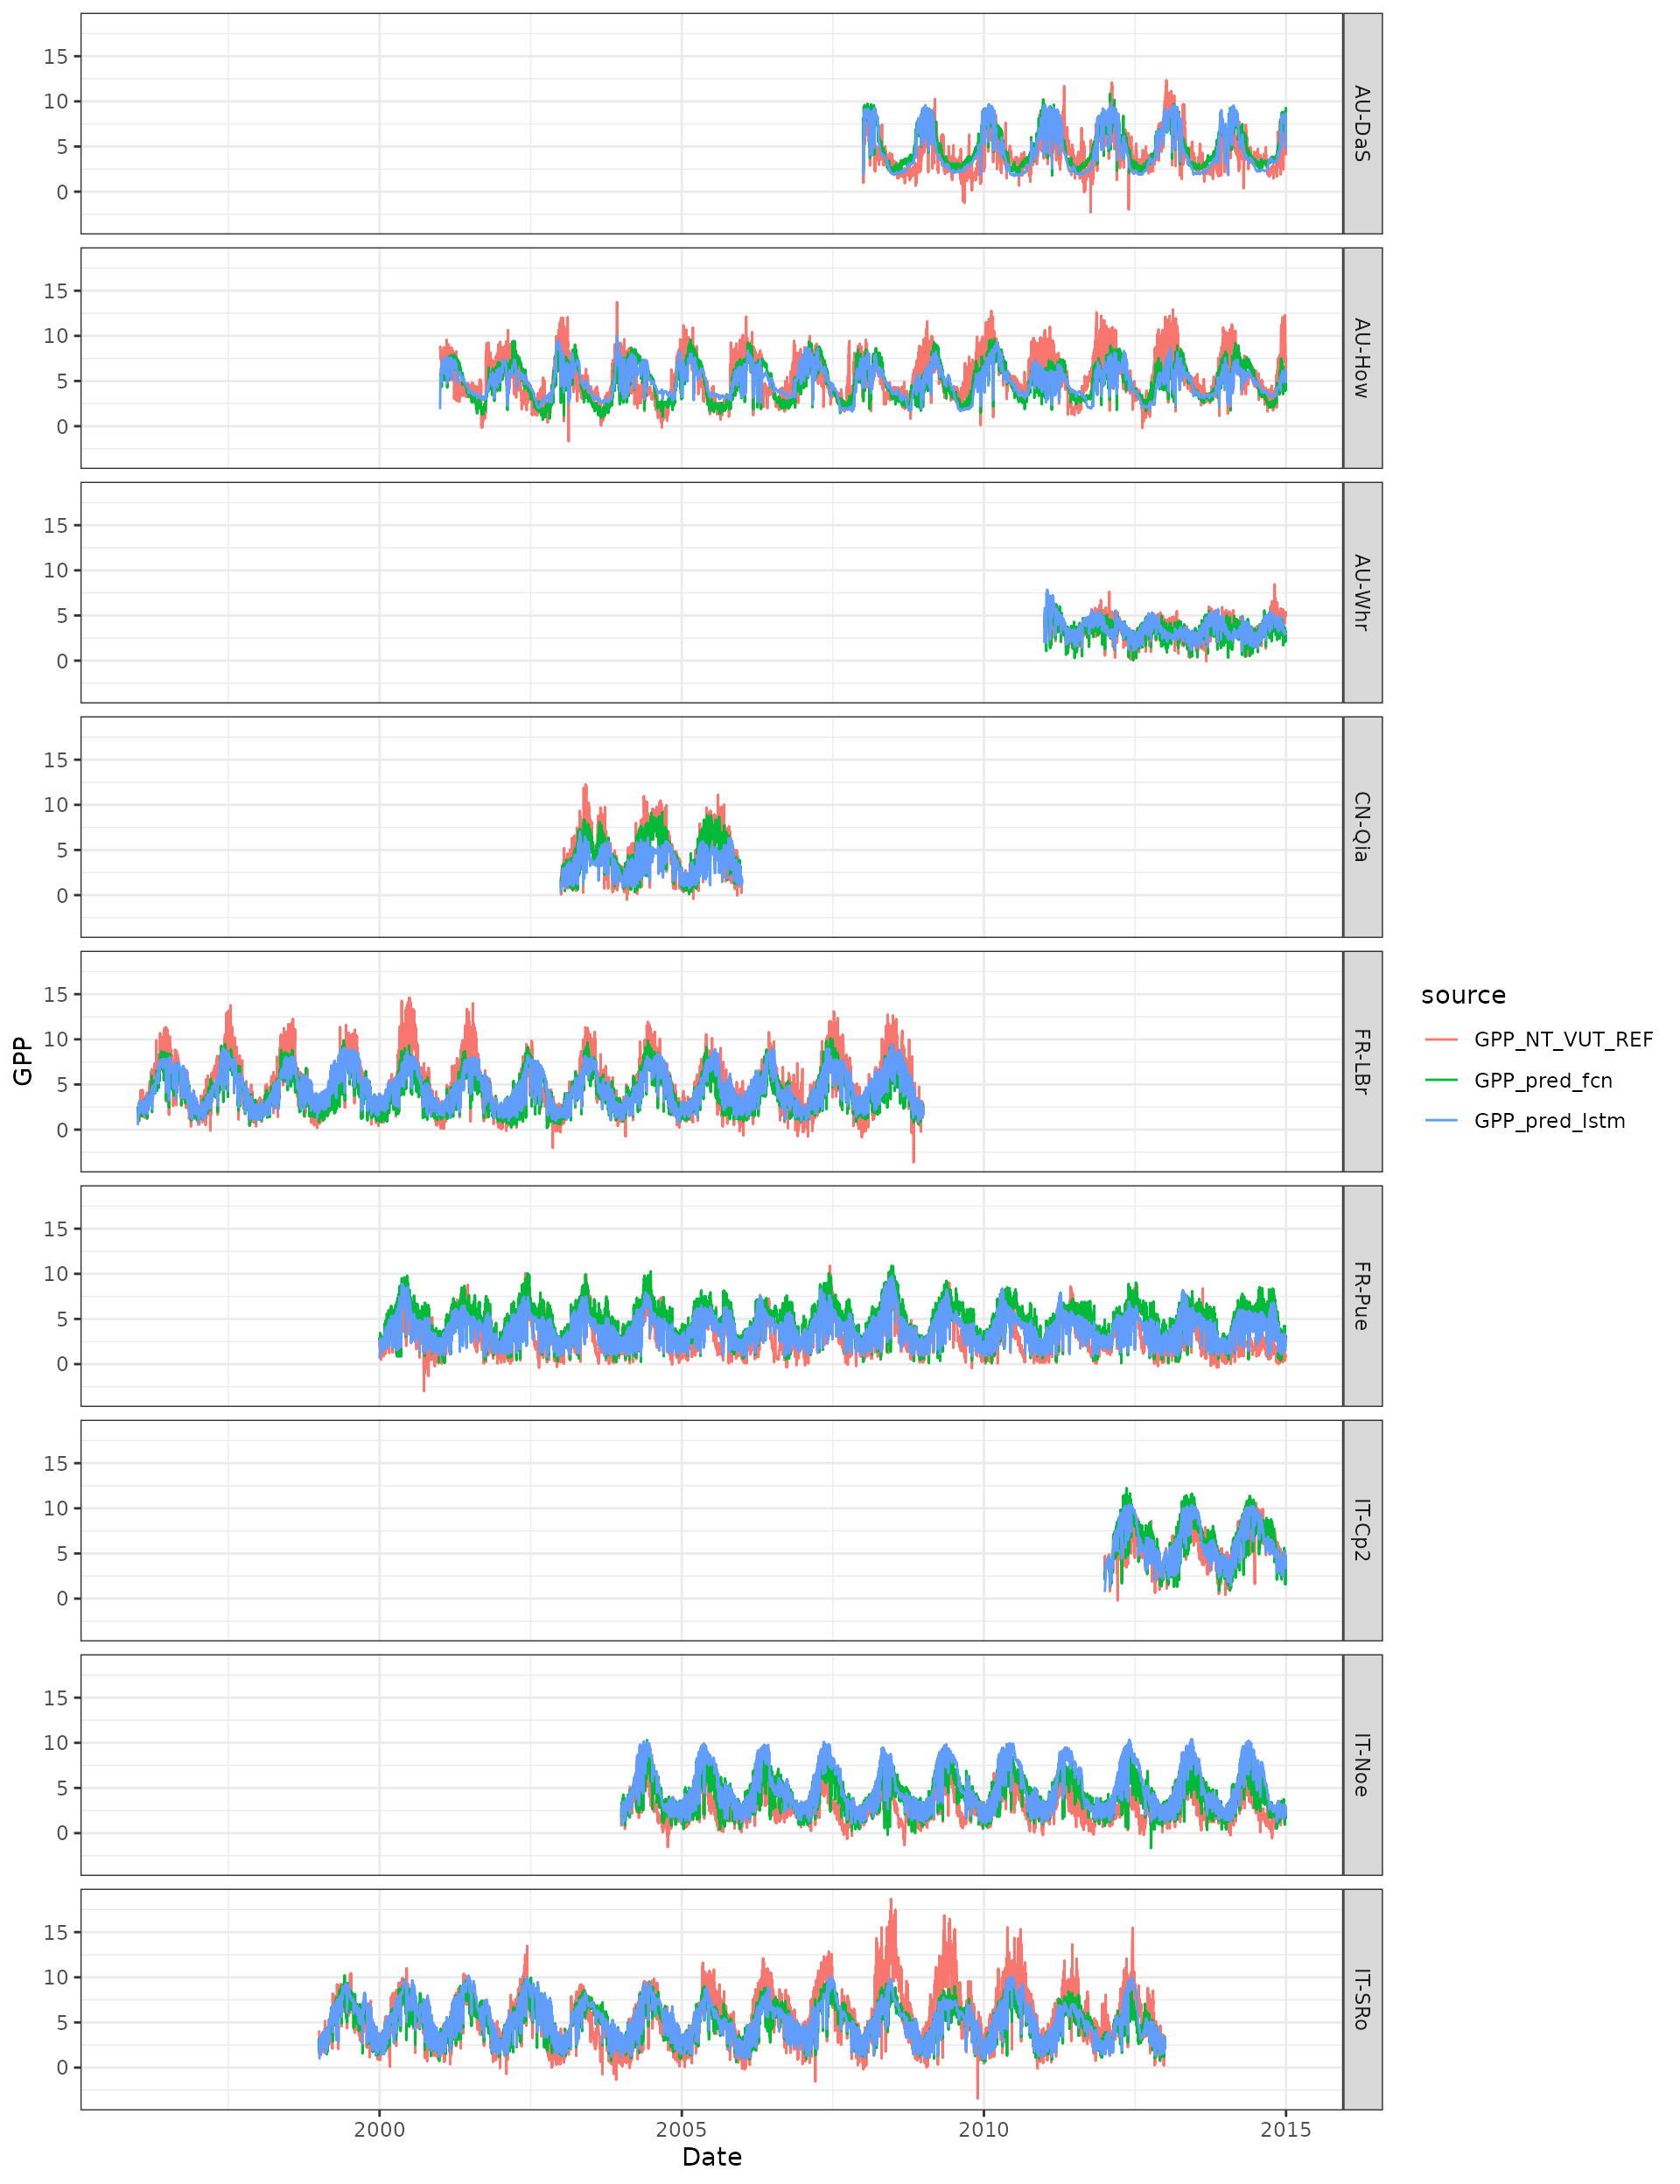 15
10
5
0
AU-DaS
15
10
5
0
AU-How
15
10
5
0
AU-Whr
15
10
5
0
CN-Qia
15
10
5
0
FR-LBr
15
10
5
0
FR-Pue
15
10
5
0
IT-Cp2
15
10
5
0
IT-Noe
15
10
5
0
IT-SRo
GPP
2000
2005
2010
2015
Date
source
GPP_NT_VUT_REF
GPP_pred_fcn
GPP_pred_lstm